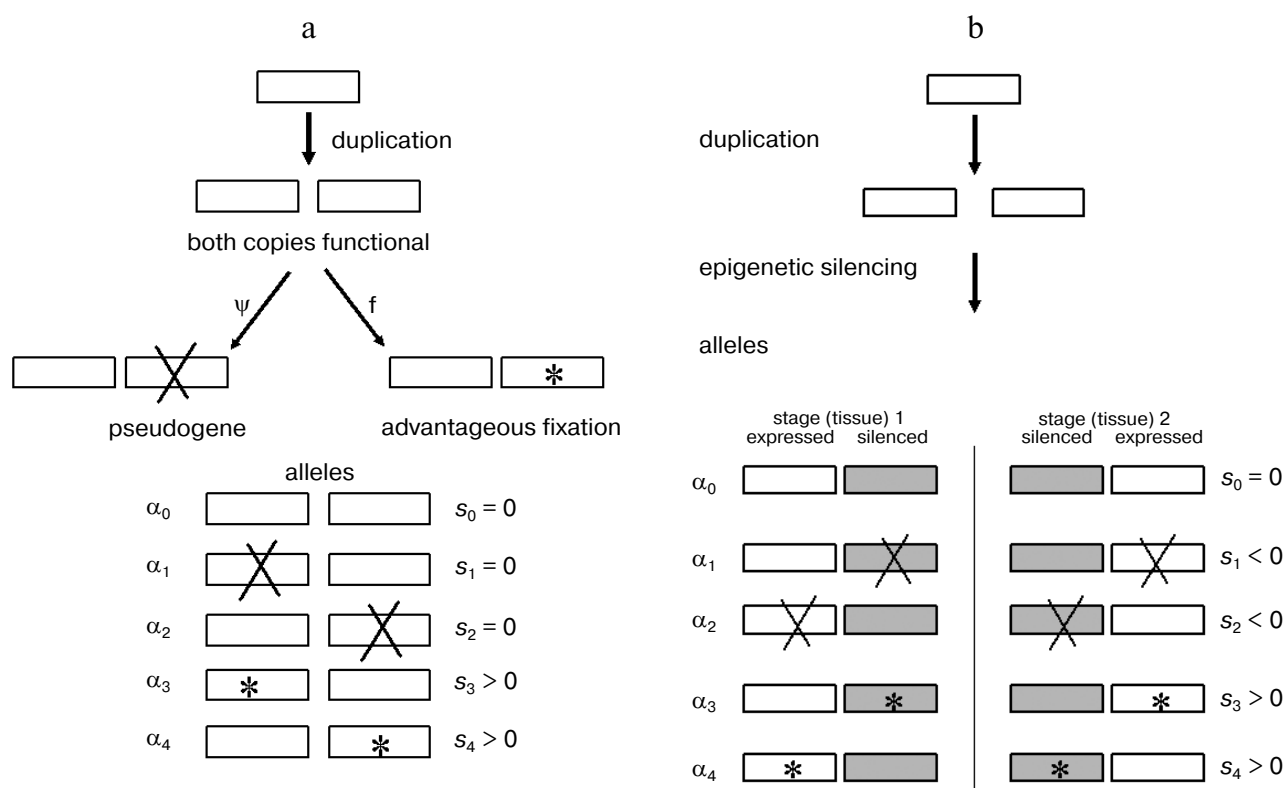 a
duplication
both copies functional
ψ f
* 
pseudogene advantageous fixation
alleles
α0 s0 = 0
α1 s1 = 0
α2 s2 = 0
α3 * s3 > 0
α4 * s4 > 0
b
duplication
epigenetic silencing
alleles
stage (tissue) 1 stage (tissue) 2
expressed silenced silenced expressed
α0 s0 = 0
α1 s1 < 0
α2 s2 < 0
α3 * * s3 > 0
α4 * * s4 > 0